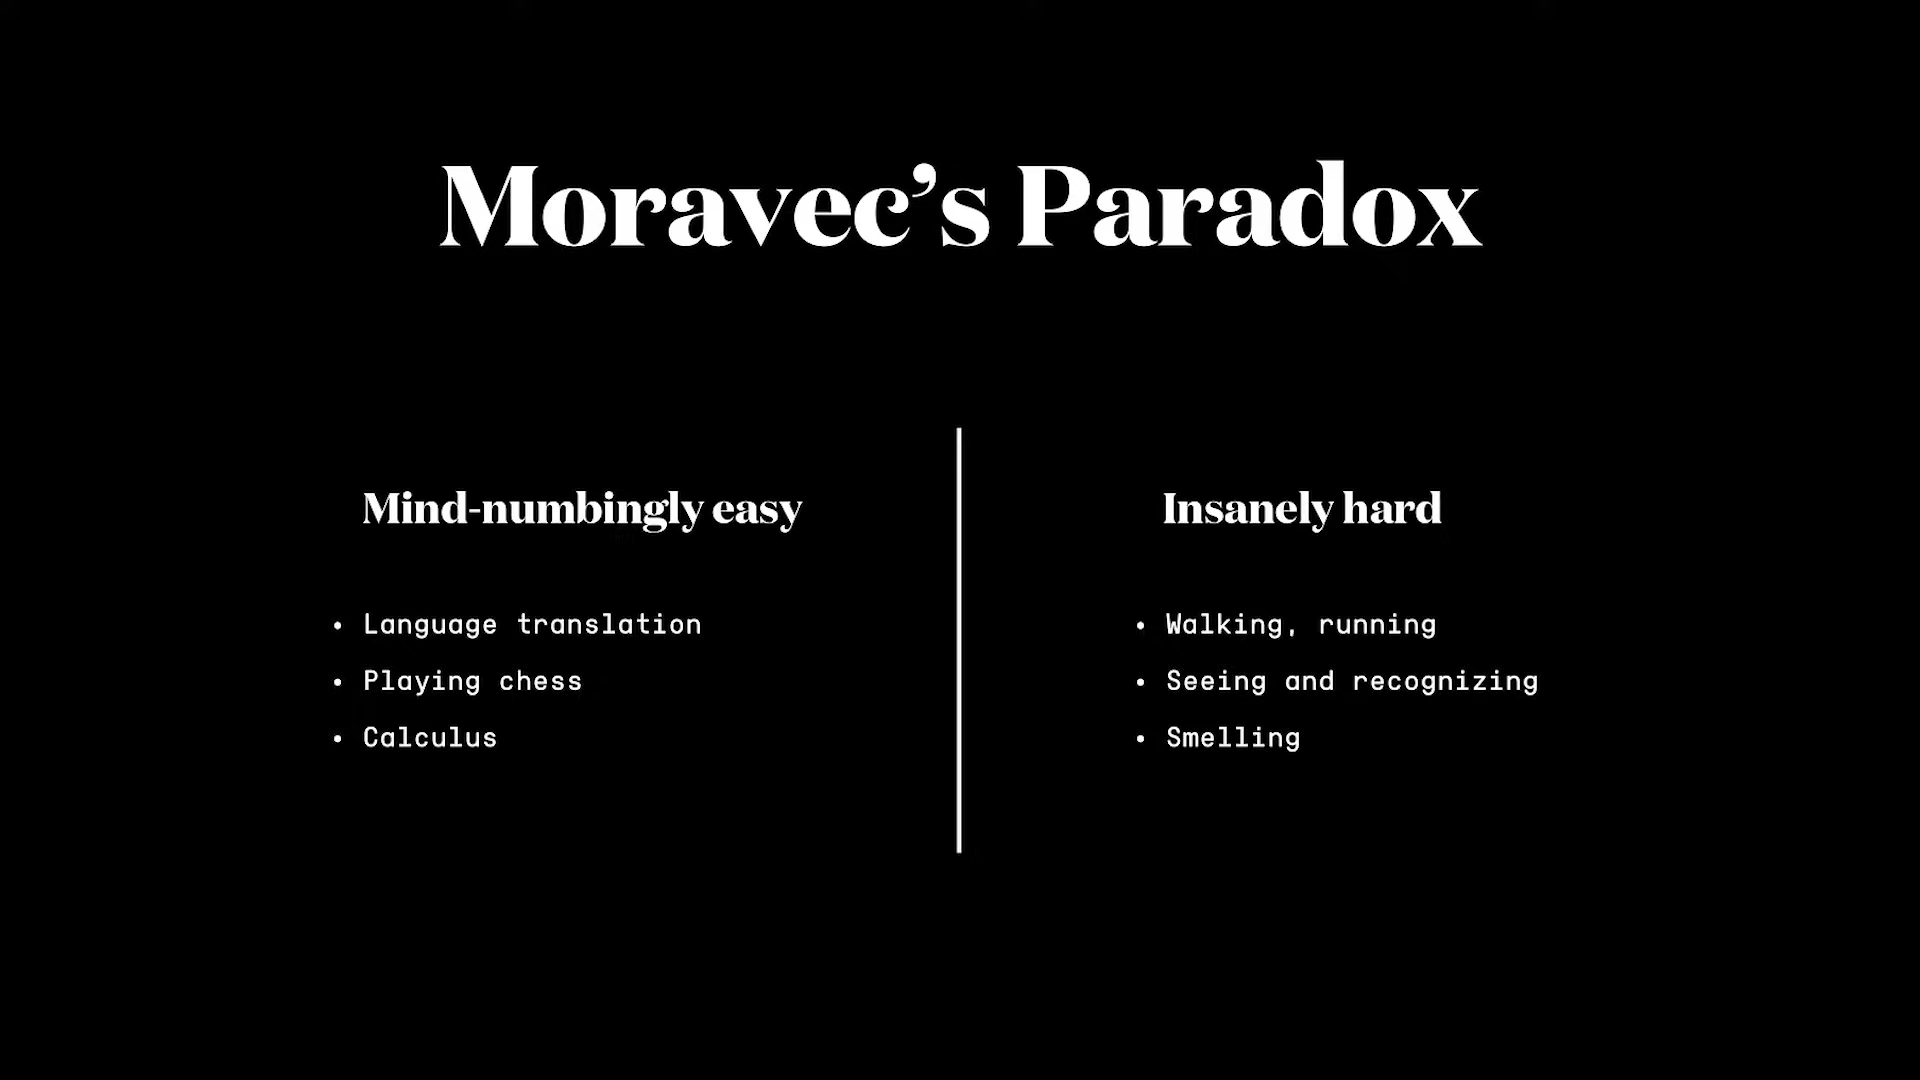 Moravec’s Paradox
Mind-numbingly easy
• Language translation
• Playing chess
• Calculus
Insanely hard
• Walking, running
• Seeing and recognizing
• Smelling